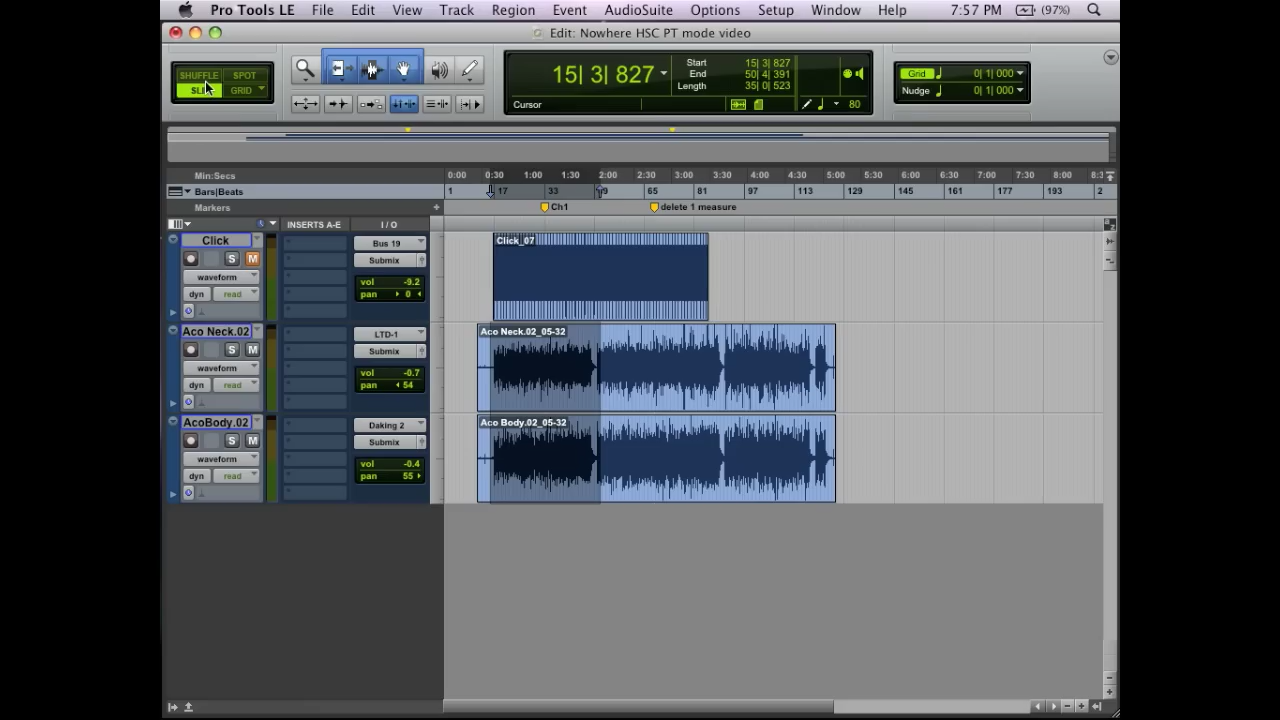 Pro Tools LE File Edit View Track Region Event AudioSuite Options Setup Window Help 7:57 PM (97%)
Edit: Nowhere HSC PT mode video
SHUFFLE SPOT
GRID
15| 3| 827
Start 15| 3| 827
End 50| 4| 391
Length 35| 0| 523
Cursor
80
Grid 0| 1| 000
Nudge 0| 1| 000
Min:Secs 0:00 0:30 1:00 1:30 2:00 2:30 3:00 3:30 4:00 4:30 5:00 5:30 6:00 6:30 7:00 7:30 8:00
Bars|Beats 1 17 33 65 81 97 113 129 145 161 177 193 2
Markers Ch1 delete 1 measure
INSERTS A-E I / O
Click
S M
waveform
dyn read
Bus 19
Submix
vol -9.2
pan 0
Click_07
Aco Neck.02
S M
waveform
dyn read
LTD-1
Submix
vol -0.7
pan 54
Aco Neck.02_05-32
AcoBody.02
S M
waveform
dyn read
Daking 2
Submix
vol -0.4
pan 55
Aco Body.02_05-32